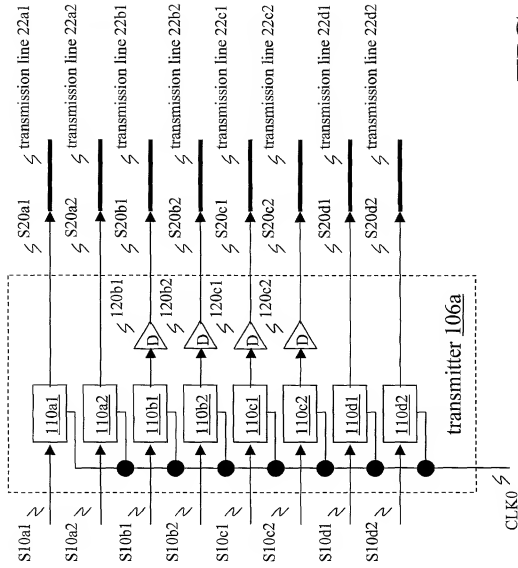 S10a1
S10a2
S10b1
S10b2
S10c1
S10c2
S10d1
S10d2
CLK0
110a1
110a2
110b1
110b2
110c1
110c2
110d1
110d2
120b1
120b2
120c1
120c2
D
D
D
D
transmitter 106a
S20a1
S20a2
S20b1
S20b2
S20c1
S20c2
S20d1
S20d2
transmission line 22a1
transmission line 22a2
transmission line 22b1
transmission line 22b2
transmission line 22c1
transmission line 22c2
transmission line 22d1
transmission line 22d2